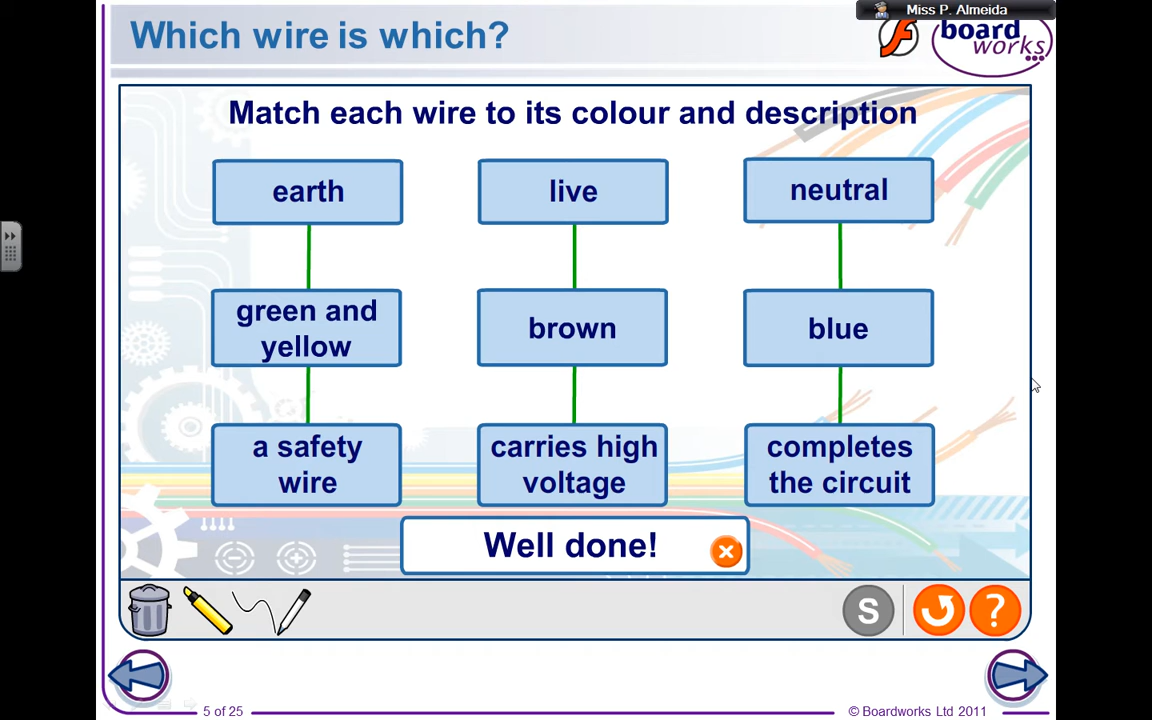 Miss P. Almeida
Which wire is which?
board
works
Match each wire to its colour and description
earth
live
neutral
green and
yellow
brown
blue
a safety
wire
carries high
voltage
completes
the circuit
Well done!
S
?
5 of 25
© Boardworks Ltd 2011